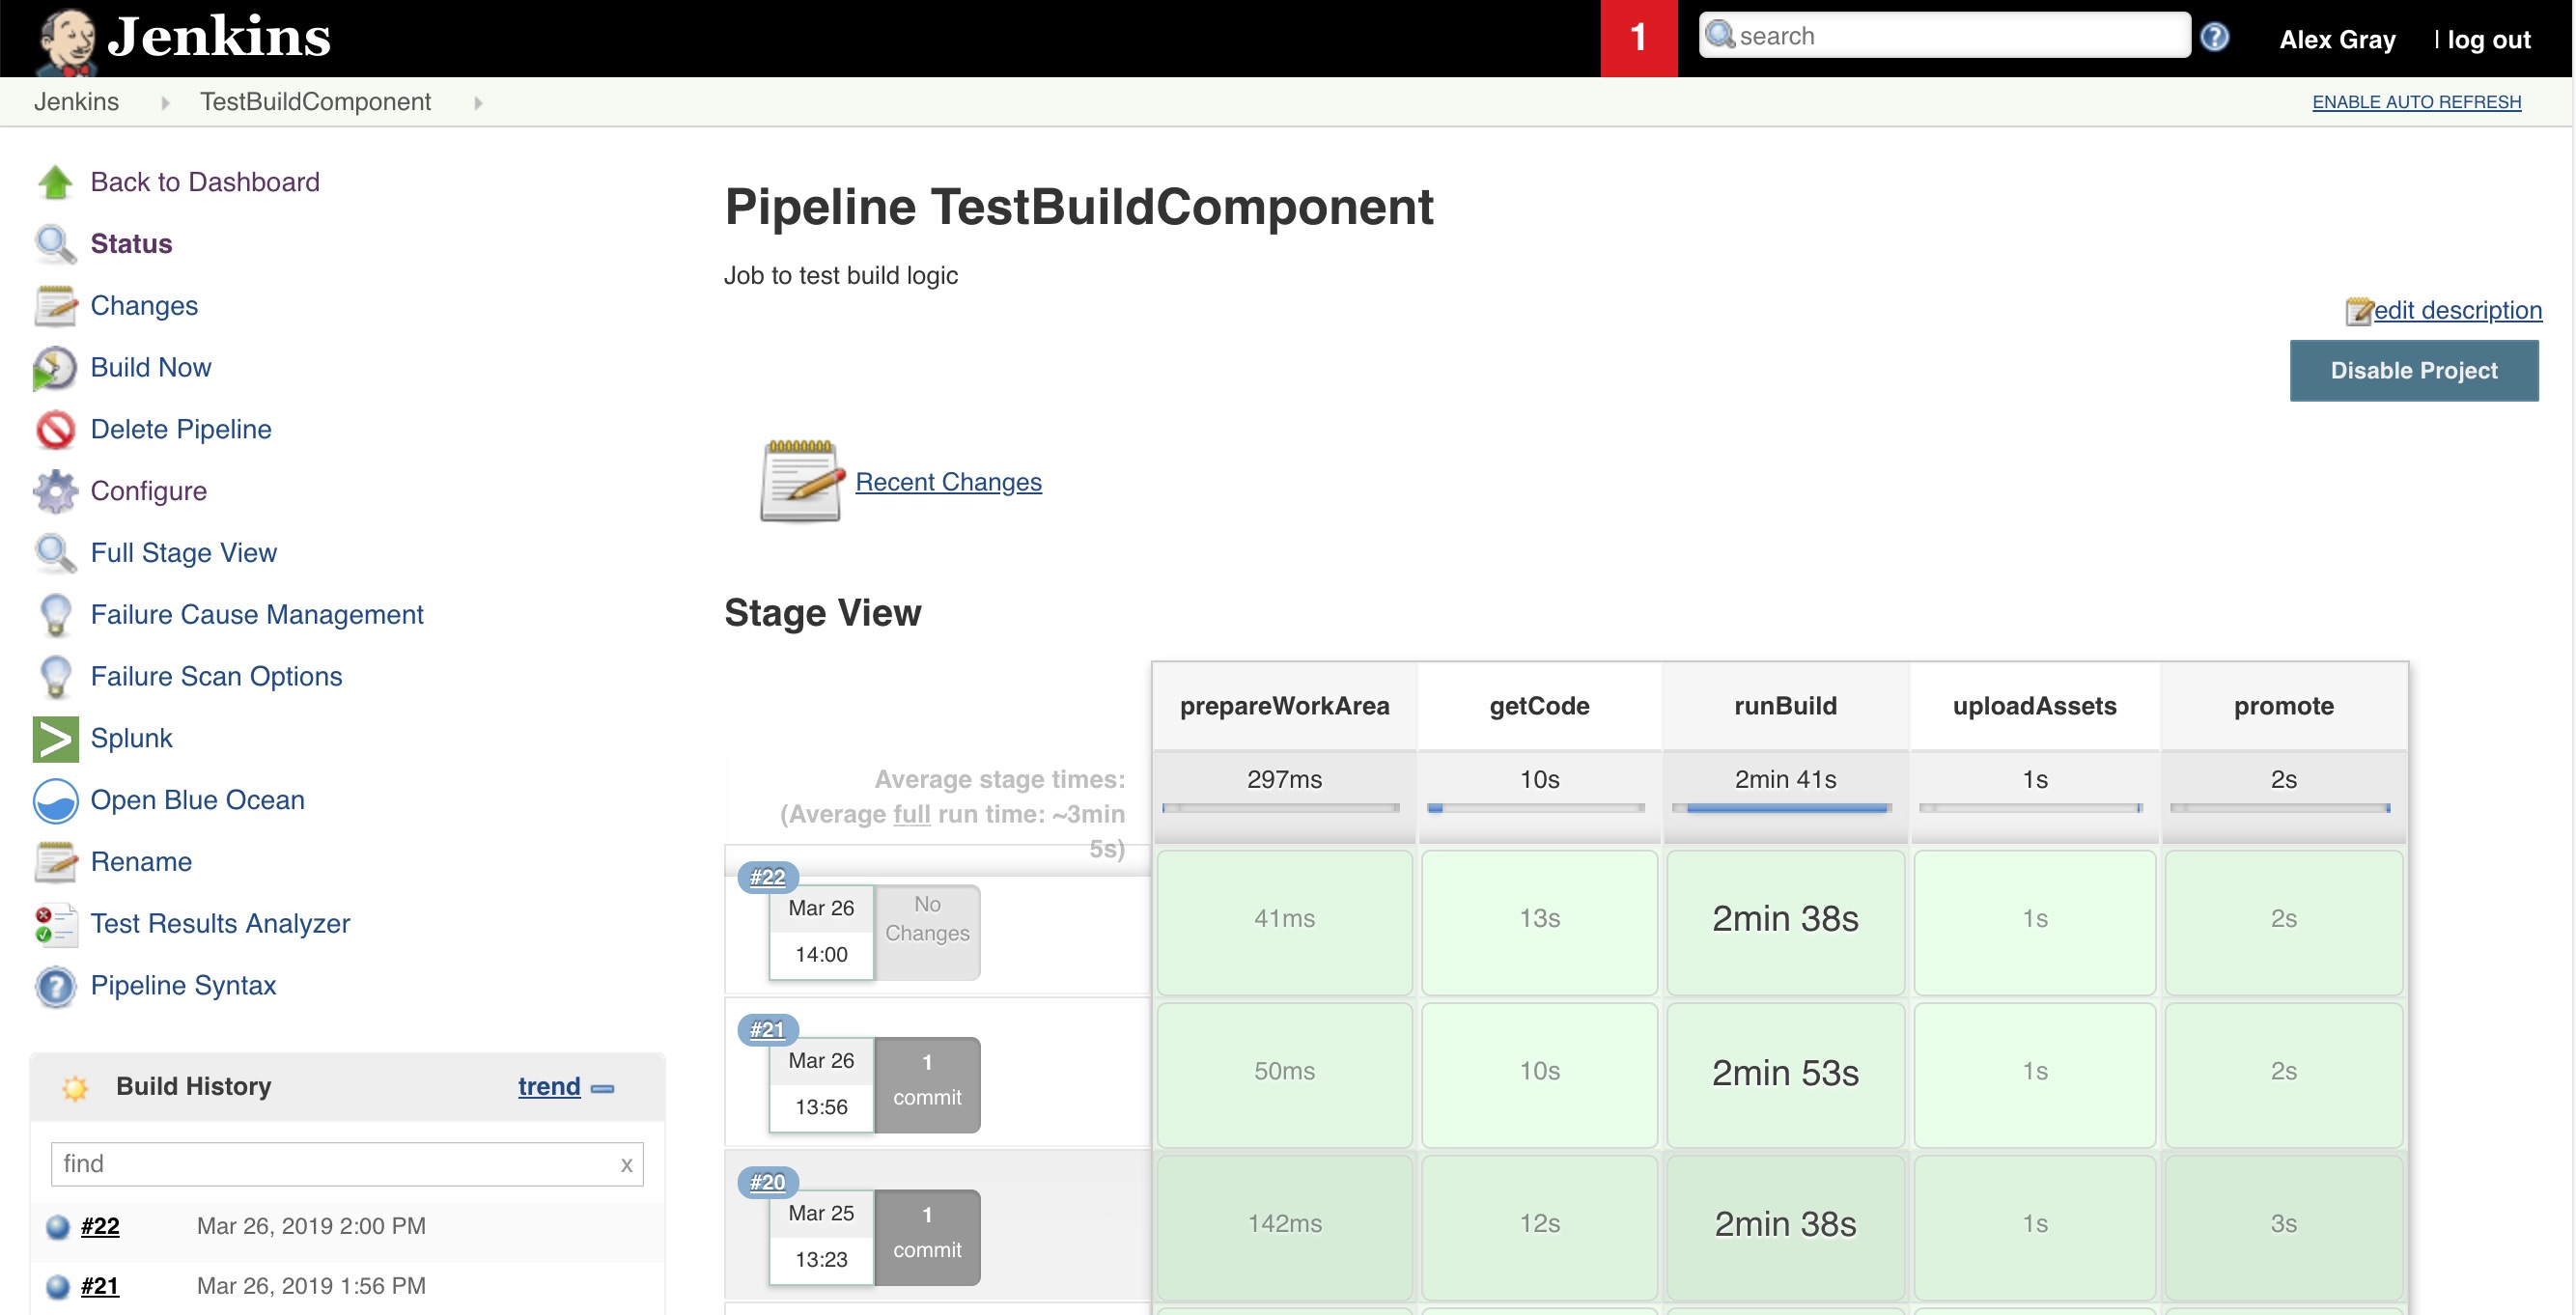 Jenkins
1
search
Alex Gray
| log out
Jenkins
TestBuildComponent
ENABLE AUTO REFRESH
Back to Dashboard
Status
Changes
Build Now
Delete Pipeline
Configure
Full Stage View
Failure Cause Management
Failure Scan Options
Splunk
Open Blue Ocean
Rename
Test Results Analyzer
Pipeline Syntax
Build History
trend
find
x
#22 Mar 26, 2019 2:00 PM
#21 Mar 26, 2019 1:56 PM
Pipeline TestBuildComponent
Job to test build logic
edit description
Disable Project
Recent Changes
Stage View
prepareWorkArea getCode runBuild uploadAssets promote
Average stage times:
(Average full run time: ~3min
5s)
297ms 10s 2min 41s 1s 2s
#22
Mar 26
14:00
No
Changes
41ms 13s 2min 38s 1s 2s
#21
Mar 26
13:56
1
commit
50ms 10s 2min 53s 1s 2s
#20
Mar 25
13:23
1
commit
142ms 12s 2min 38s 1s 3s